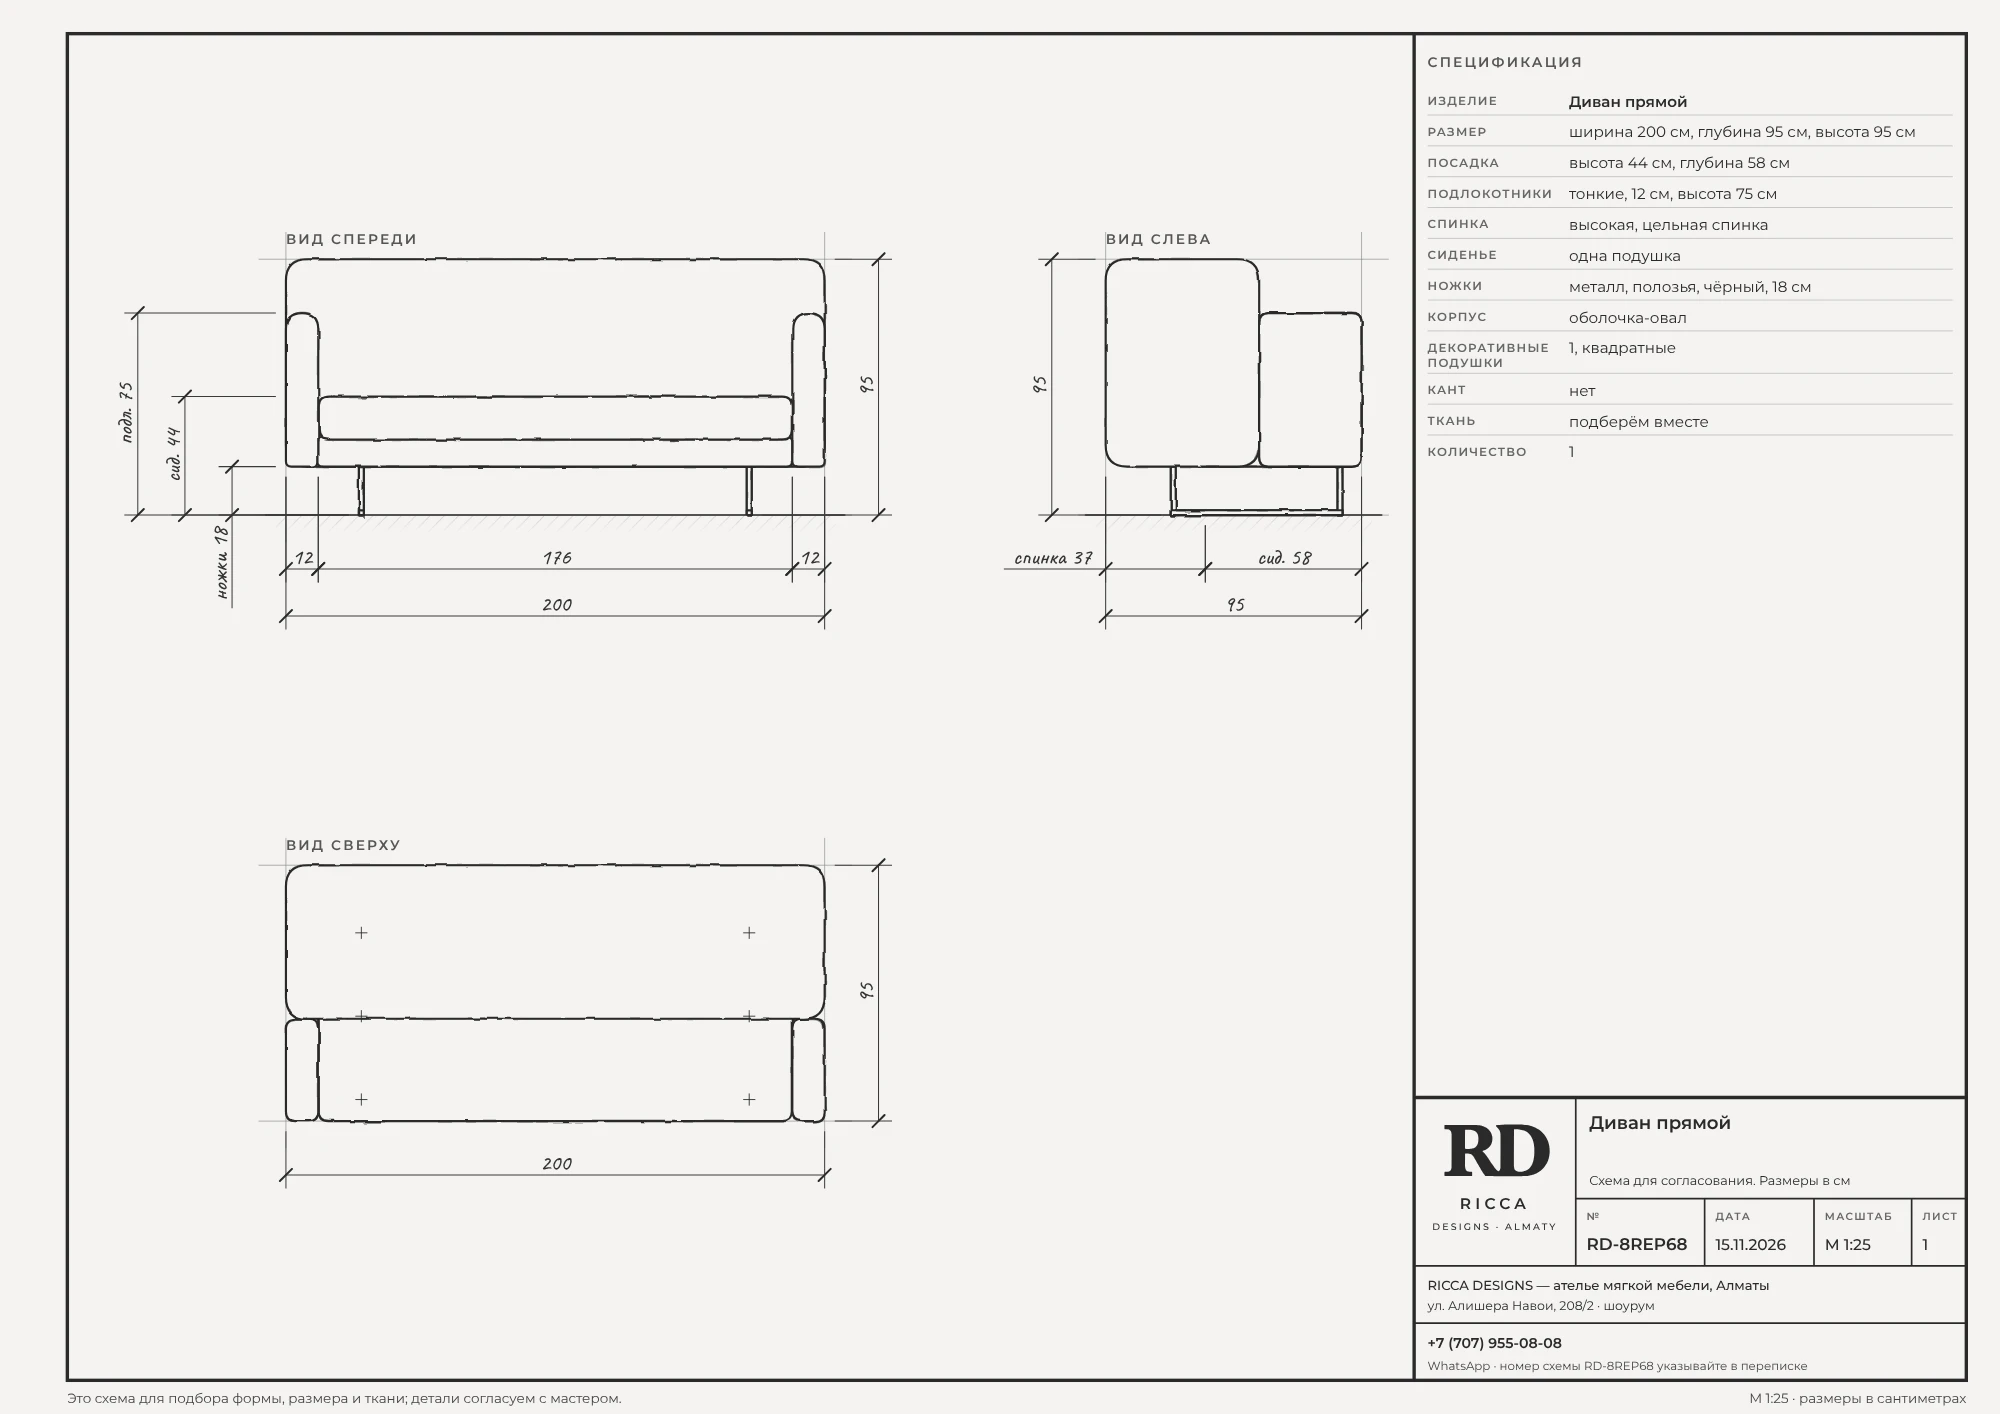 ВИД СПЕРЕДИ
подл. 75
сид. 44
ножки 18
95
12
176
12
200
ВИД СЛЕВА
95
спинка 37
сид. 58
95
ВИД СВЕРХУ
95
200
СПЕЦИФИКАЦИЯ
ИЗДЕЛИЕ Диван прямой
РАЗМЕР ширина 200 см, глубина 95 см, высота 95 см
ПОСАДКА высота 44 см, глубина 58 см
ПОДЛОКОТНИКИ тонкие, 12 см, высота 75 см
СПИНКА высокая, цельная спинка
СИДЕНЬЕ одна подушка
НОЖКИ металл, полозья, чёрный, 18 см
КОРПУС оболочка-овал
ДЕКОРАТИВНЫЕ 1, квадратные
ПОДУШКИ
КАНТ нет
ТКАНЬ подберём вместе
КОЛИЧЕСТВО 1
RD
RICCA
DESIGNS · ALMATY
Диван прямой
Схема для согласования. Размеры в см
№ ДАТА МАСШТАБ ЛИСТ
RD-8REP68 15.11.2026 М 1:25 1
RICCA DESIGNS — ателье мягкой мебели, Алматы
ул. Алишера Навои, 208/2 · шоурум
+7 (707) 955-08-08
WhatsApp · номер схемы RD-8REP68 указывайте в переписке
Это схема для подбора формы, размера и ткани; детали согласуем с мастером.
М 1:25 · размеры в сантиметрах